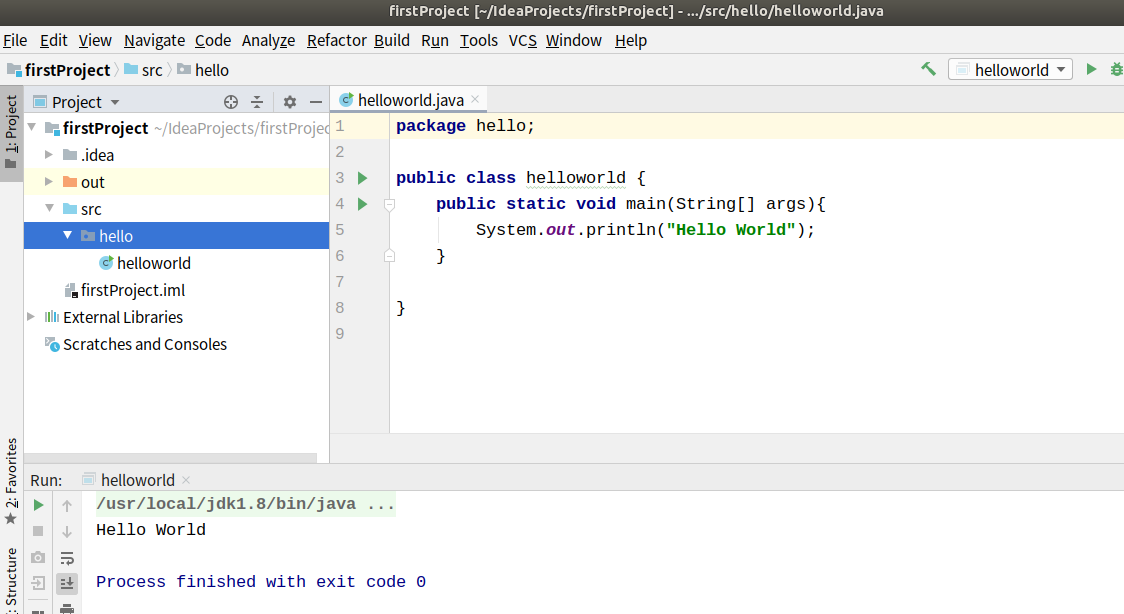 firstProject [~/IdeaProjects/firstProject] - .../src/hello/helloworld.java
File Edit View Navigate Code Analyze Refactor Build Run Tools VCS Window Help
firstProject src hello helloworld
1: Project
Project
firstProject ~/IdeaProjects/firstProjec
.idea
out
src
hello
helloworld
firstProject.iml
External Libraries
Scratches and Consoles
helloworld.java
1 package hello;
2
3 public class helloworld {
4 public static void main(String[] args){
5 System.out.println("Hello World");
6 }
7
8 }
9
2: Favorites
Structure
Run: helloworld
/usr/local/jdk1.8/bin/java ...
Hello World
Process finished with exit code 0